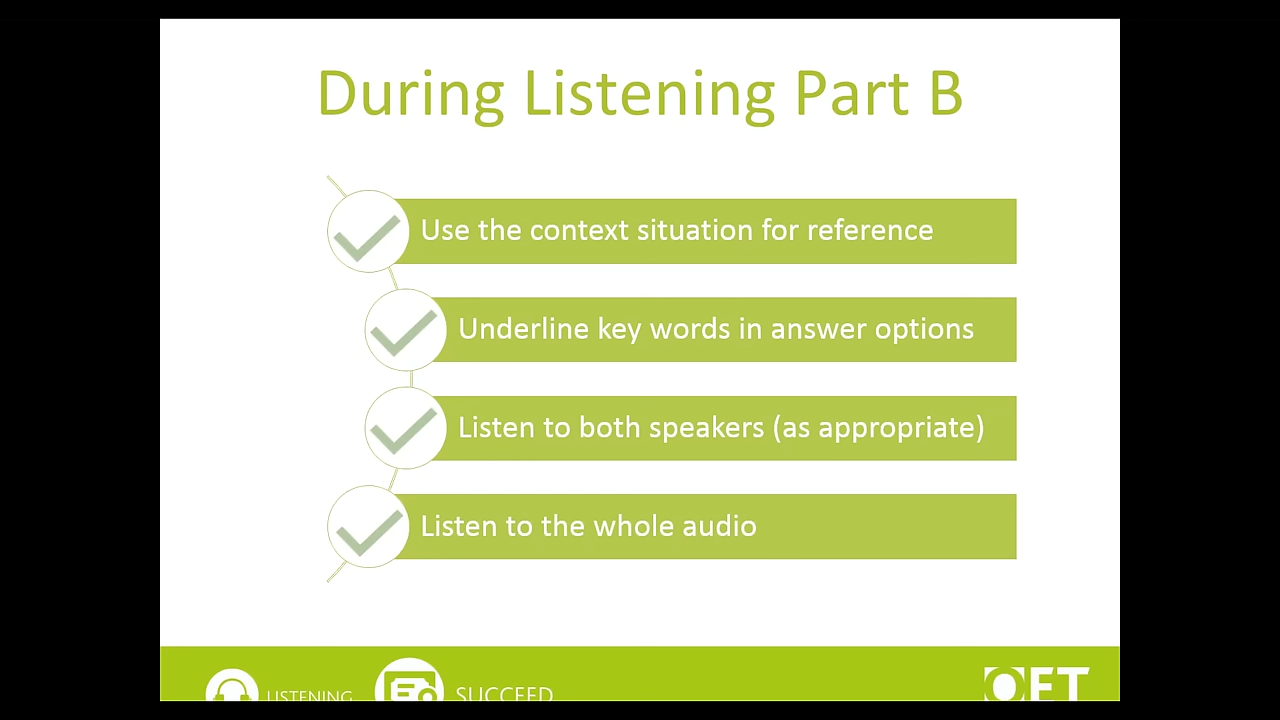 During Listening Part B
Use the context situation for reference
Underline key words in answer options
Listen to both speakers (as appropriate)
Listen to the whole audio
LISTENING
SUCCEED
OET